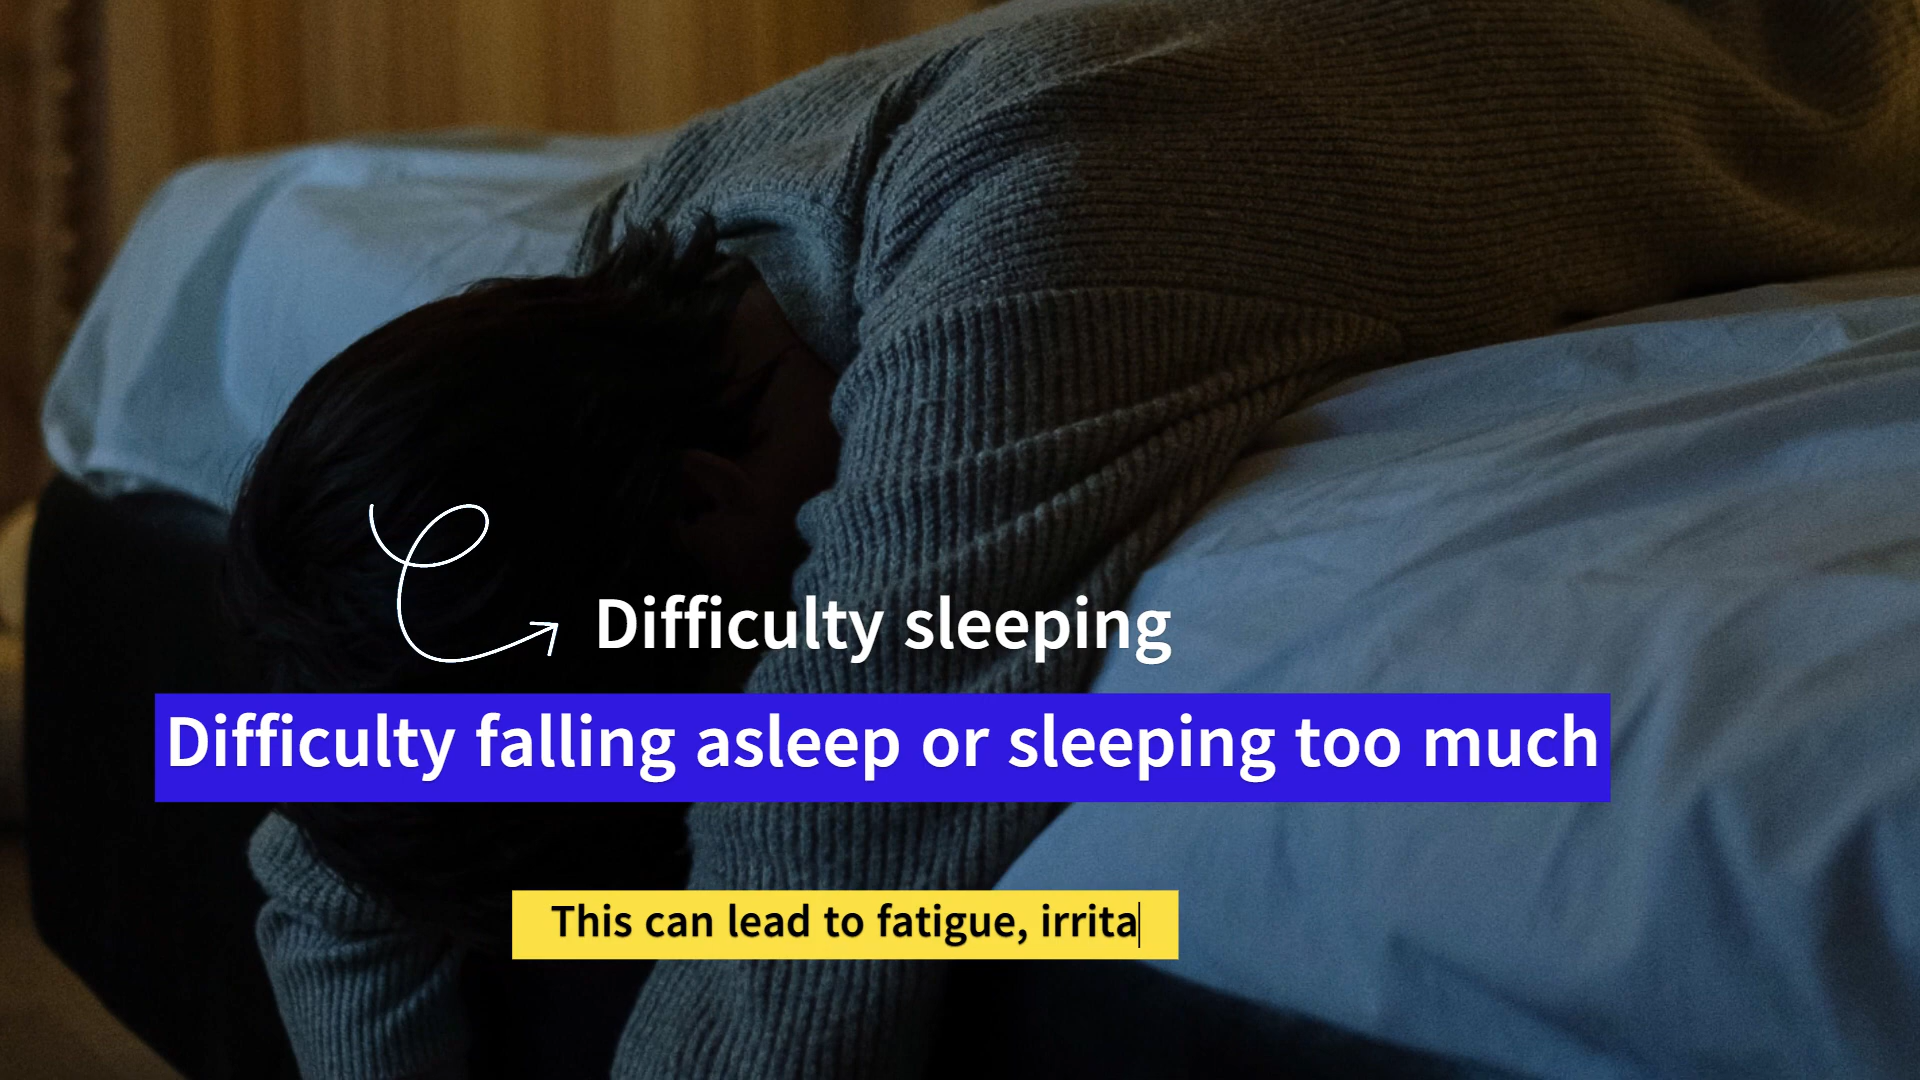 Difficulty sleeping
Difficulty falling asleep or sleeping too much
This can lead to fatigue, irrita